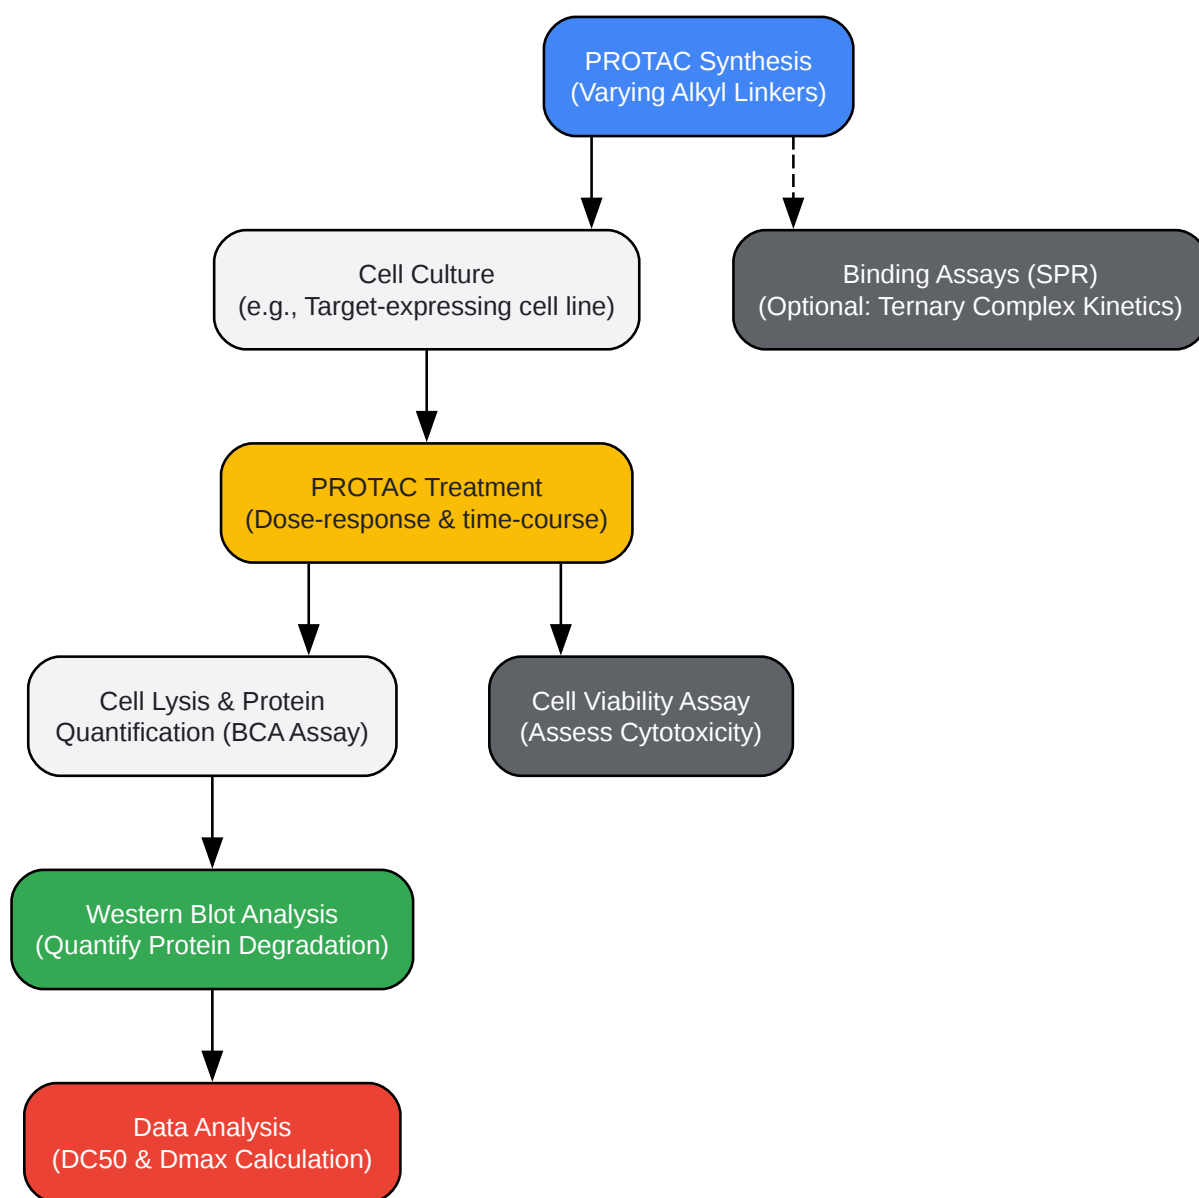 PROTAC Synthesis
(Varying Alkyl Linkers)
Cell Culture
(e.g., Target-expressing cell line)
Binding Assays (SPR)
(Optional: Ternary Complex Kinetics)
PROTAC Treatment
(Dose-response & time-course)
Cell Lysis & Protein
Quantification (BCA Assay)
Cell Viability Assay
(Assess Cytotoxicity)
Western Blot Analysis
(Quantify Protein Degradation)
Data Analysis
(DC50 & Dmax Calculation)